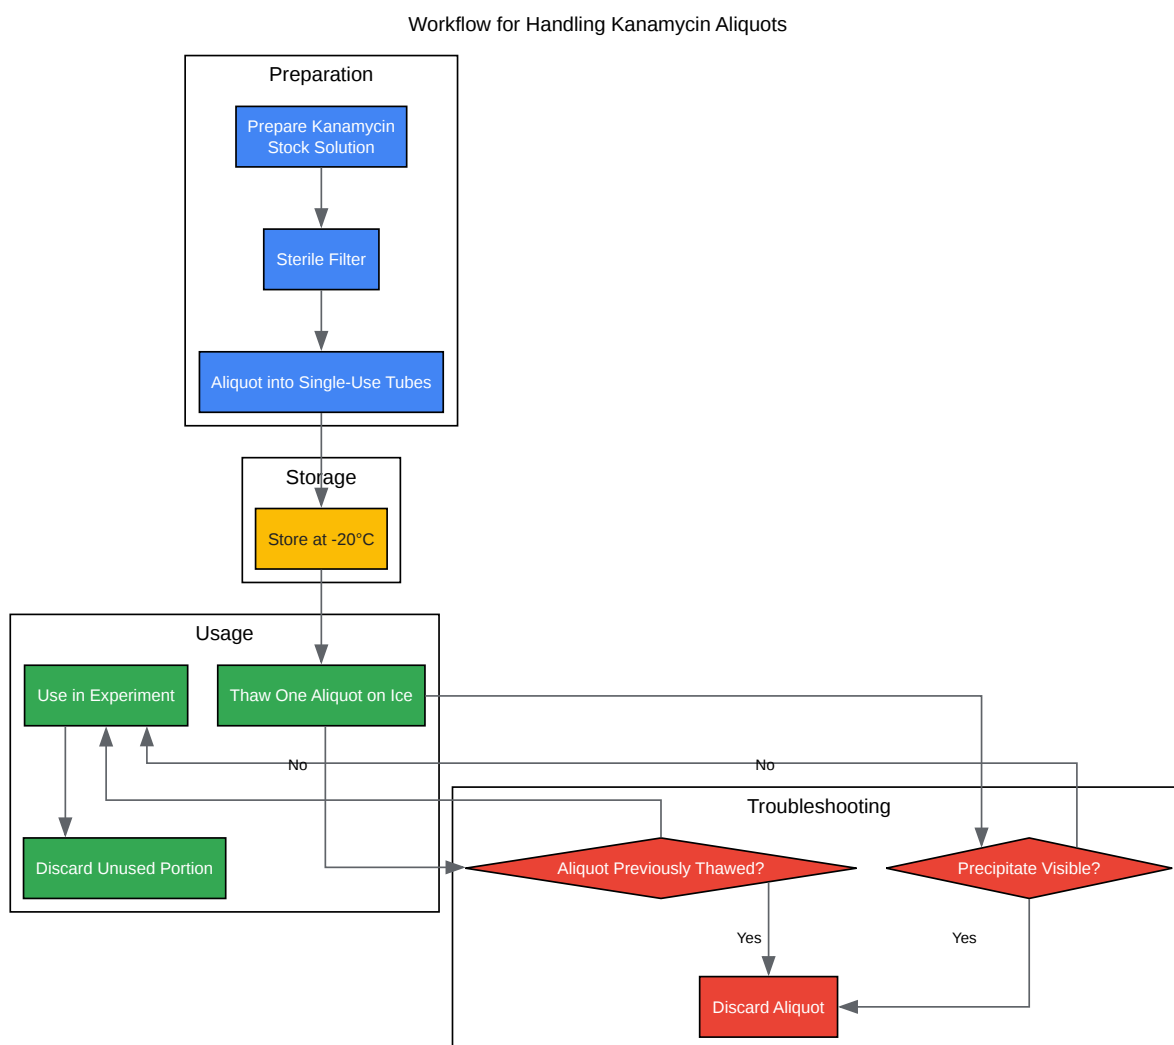 Workflow for Handling Kanamycin Aliquots
Preparation
Prepare Kanamycin
Stock Solution
Sterile Filter
Aliquot into Single-Use Tubes
Storage
Store at -20°C
Usage
Use in Experiment
Thaw One Aliquot on Ice
No
No
Troubleshooting
Discard Unused Portion
Aliquot Previously Thawed?
Precipitate Visible?
Yes
Yes
Discard Aliquot